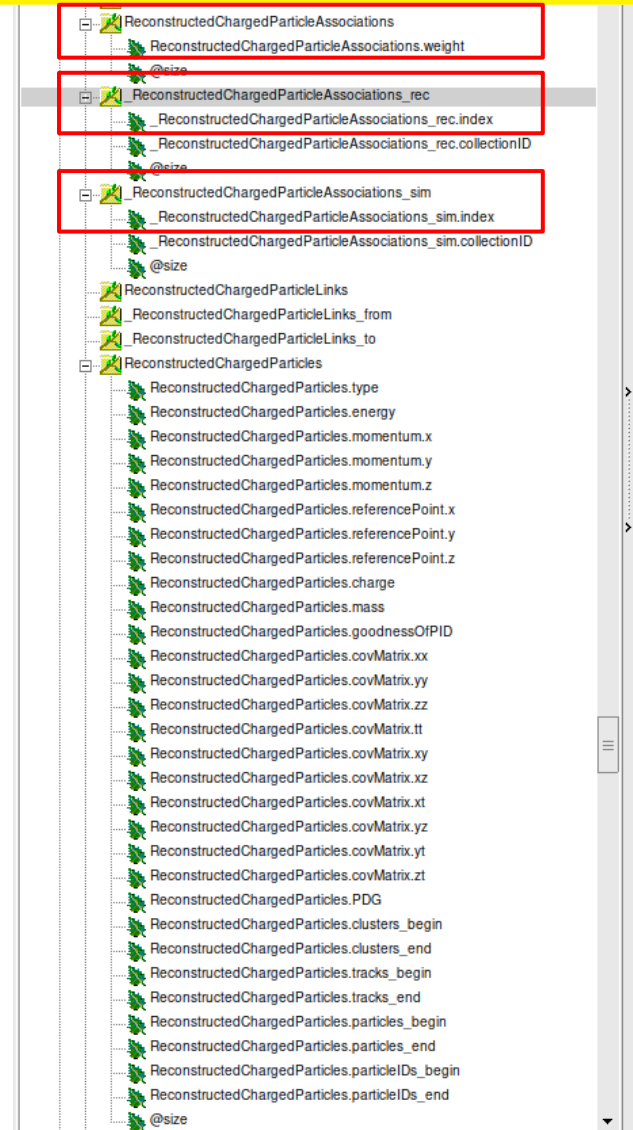 ReconstructedChargedParticleAssociations
ReconstructedChargedParticleAssociations.weight
@size
_ReconstructedChargedParticleAssociations_rec
_ReconstructedChargedParticleAssociations_rec.index
_ReconstructedChargedParticleAssociations_rec.collectionID
@size
_ReconstructedChargedParticleAssociations_sim
_ReconstructedChargedParticleAssociations_sim.index
_ReconstructedChargedParticleAssociations_sim.collectionID
@size
ReconstructedChargedParticleLinks
_ReconstructedChargedParticleLinks_from
_ReconstructedChargedParticleLinks_to
ReconstructedChargedParticles
ReconstructedChargedParticles.type
ReconstructedChargedParticles.energy
ReconstructedChargedParticles.momentum.x
ReconstructedChargedParticles.momentum.y
ReconstructedChargedParticles.momentum.z
ReconstructedChargedParticles.referencePoint.x
ReconstructedChargedParticles.referencePoint.y
ReconstructedChargedParticles.referencePoint.z
ReconstructedChargedParticles.charge
ReconstructedChargedParticles.mass
ReconstructedChargedParticles.goodnessOfPID
ReconstructedChargedParticles.covMatrix.xx
ReconstructedChargedParticles.covMatrix.yy
ReconstructedChargedParticles.covMatrix.zz
ReconstructedChargedParticles.covMatrix.tt
ReconstructedChargedParticles.covMatrix.xy
ReconstructedChargedParticles.covMatrix.xz
ReconstructedChargedParticles.covMatrix.xt
ReconstructedChargedParticles.covMatrix.yz
ReconstructedChargedParticles.covMatrix.yt
ReconstructedChargedParticles.covMatrix.zt
ReconstructedChargedParticles.PDG
ReconstructedChargedParticles.clusters_begin
ReconstructedChargedParticles.clusters_end
ReconstructedChargedParticles.tracks_begin
ReconstructedChargedParticles.tracks_end
ReconstructedChargedParticles.particles_begin
ReconstructedChargedParticles.particles_end
ReconstructedChargedParticles.particleIDs_begin
ReconstructedChargedParticles.particleIDs_end
@size